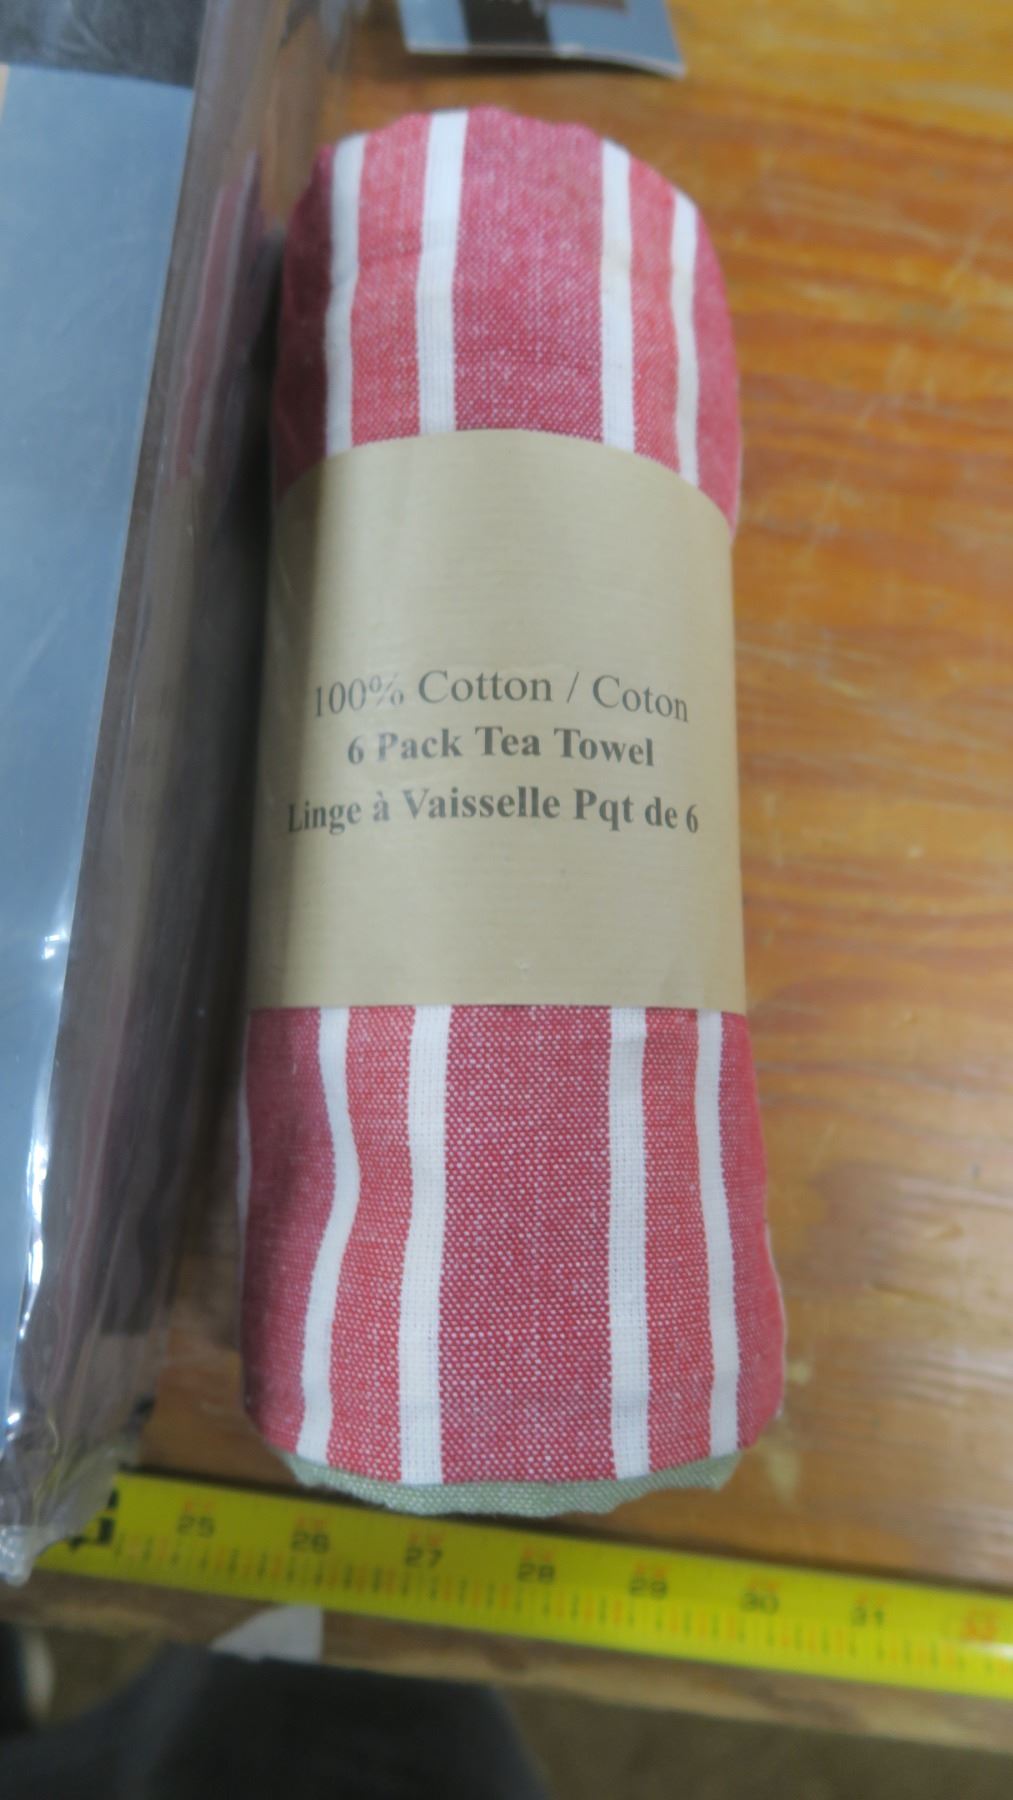 100% Cotton / Coton
6 Pack Tea Towel
Linge à Vaisselle Pqt de 6
25 26 27 28 29 30 31